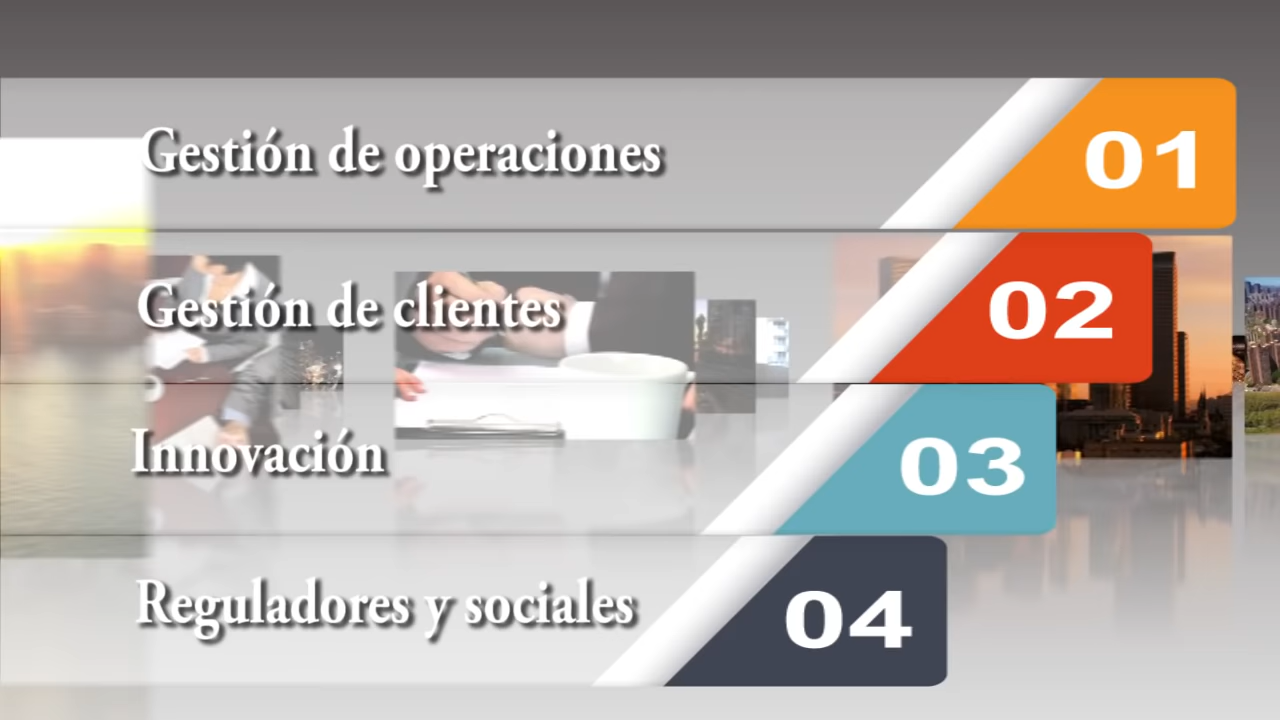 Gestión de operaciones 01
Gestión de clientes 02
Innovación 03
Reguladores y sociales 04